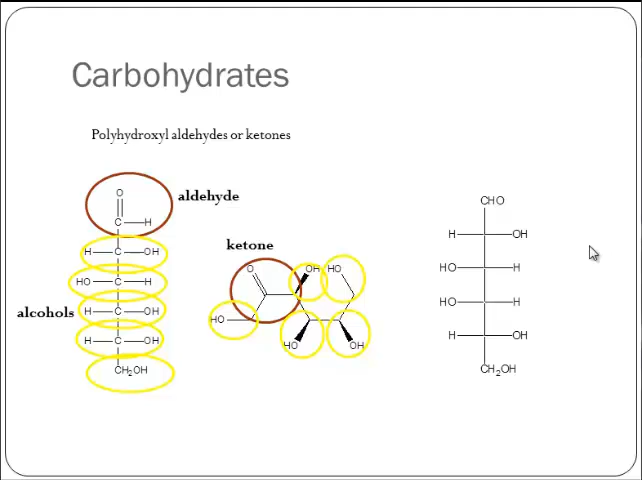 Carbohydrates
Polyhydroxyl aldehydes or ketones
aldehyde
O
C H
H C OH
HO C H
alcohols
H C OH
H C OH
CH2OH
ketone
O OH HO
HO
HO OH
CHO
H OH
HO H
HO H
H OH
CH2OH